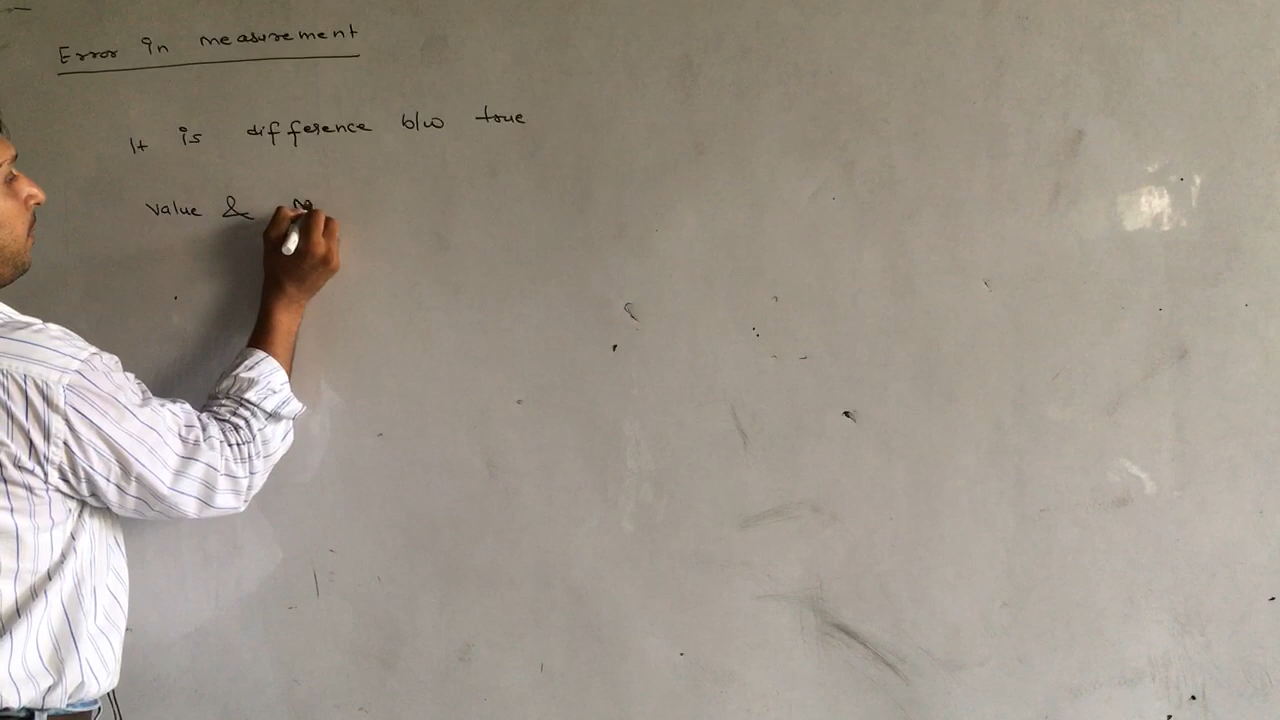 Error in measurement
It is difference b/w true
value &